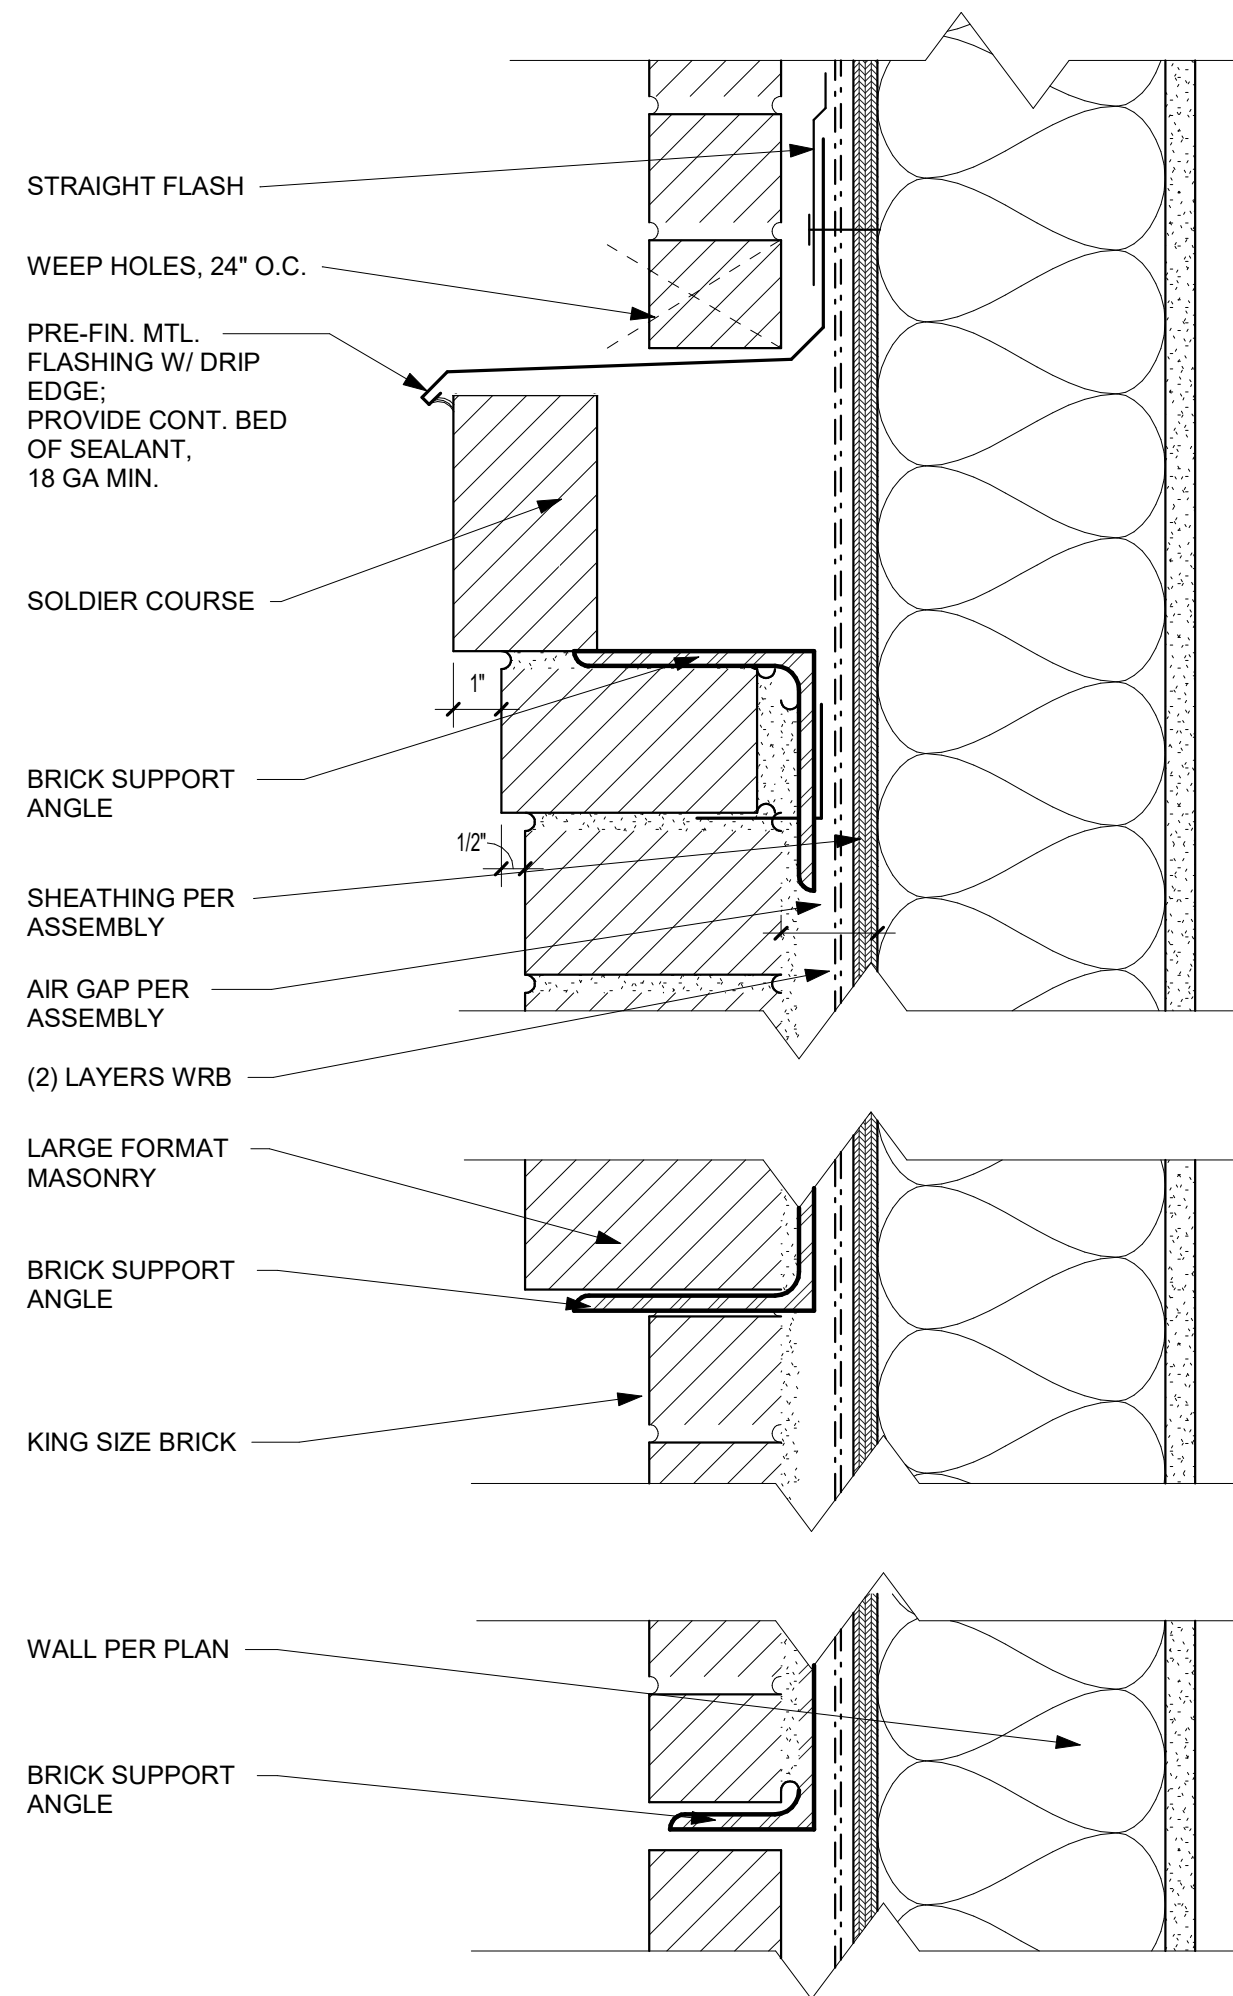 STRAIGHT FLASH
WEEP HOLES, 24" O.C.
PRE-FIN. MTL.
FLASHING W/ DRIP
EDGE;
PROVIDE CONT. BED
OF SEALANT,
18 GA MIN.
SOLDIER COURSE
1"
BRICK SUPPORT
ANGLE
1/2"
SHEATHING PER
ASSEMBLY
AIR GAP PER
ASSEMBLY
(2) LAYERS WRB
LARGE FORMAT
MASONRY
BRICK SUPPORT
ANGLE
KING SIZE BRICK
WALL PER PLAN
BRICK SUPPORT
ANGLE